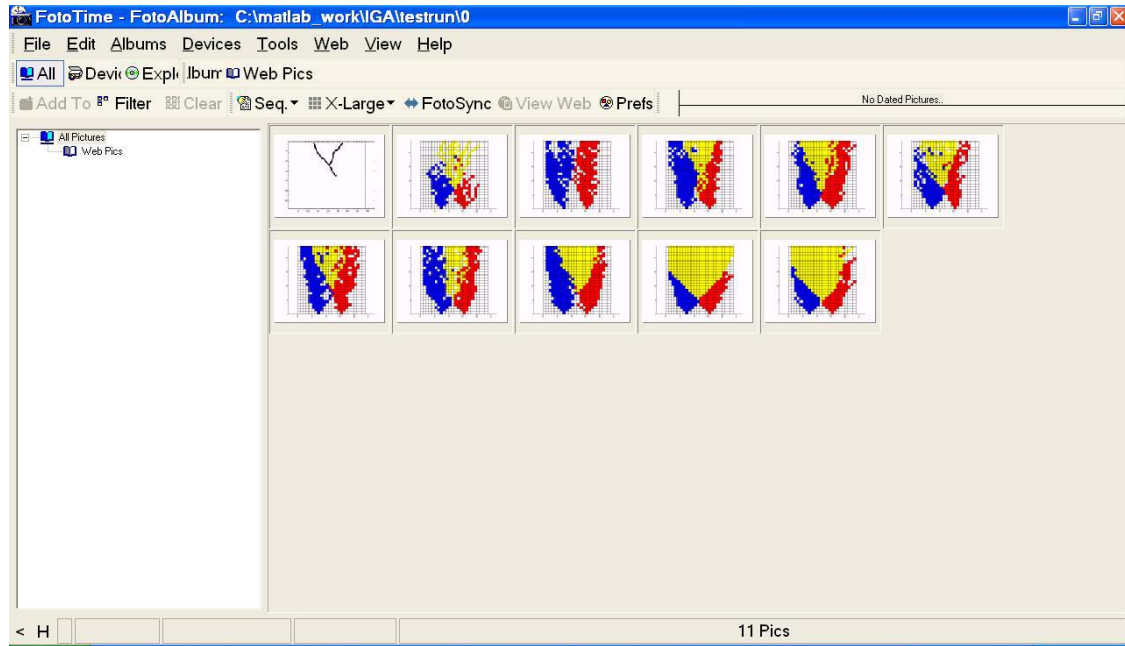 FotoTime - FotoAlbum: C:\matlab_work\IGA\testrun\0
File Edit Albums Devices Tools Web View Help
All Devic Explo lbum Web Pics
Add To Filter Clear Seq. X-Large FotoSync View Web Prefs No Dated Pictures..
All Pictures
Web Pics
< H 11 Pics